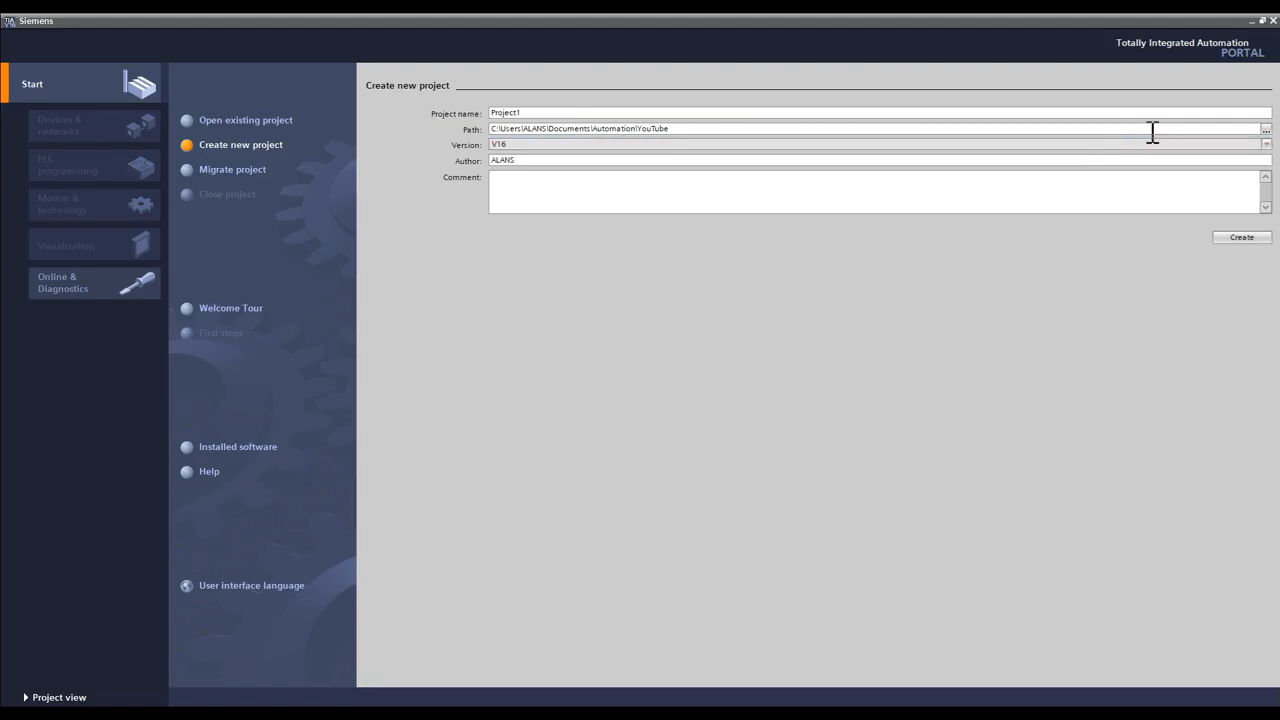 Siemens
Totally Integrated Automation
PORTAL
Start
Devices &
networks
PLC
programming
Motion &
technology
Visualization
Online &
Diagnostics
Open existing project
Create new project
Migrate project
Close project
Welcome Tour
First steps
Installed software
Help
User interface language
Create new project
Project name: Project1
Path: C:\Users\ALANS\Documents\Automation\YouTube
...
Version: V16
Author: ALANS
Comment:
Create
Project view